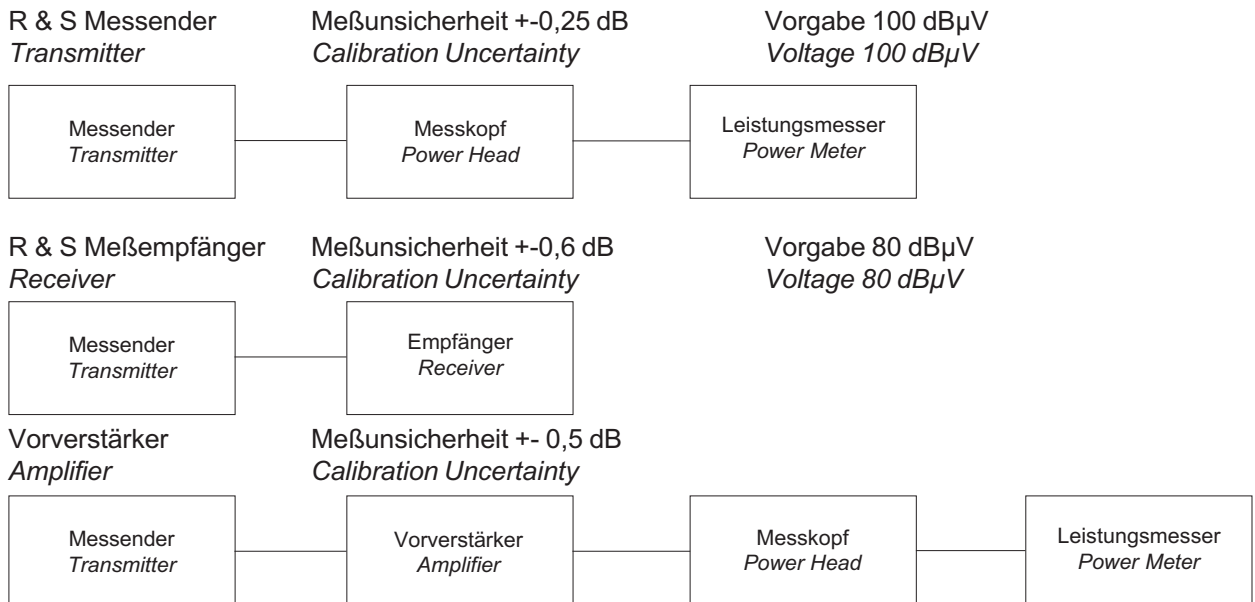 R & S Messender Meßunsicherheit +-0,25 dB Vorgabe 100 dBµV
Transmitter Calibration Uncertainty Voltage 100 dBµV
Messender Messkopf Leistungsmesser
Transmitter Power Head Power Meter
R & S Meßempfänger Meßunsicherheit +-0,6 dB Vorgabe 80 dBµV
Receiver Calibration Uncertainty Voltage 80 dBµV
Messender Empfänger
Transmitter Receiver
Vorverstärker Meßunsicherheit +- 0,5 dB
Amplifier Calibration Uncertainty
Messender Vorverstärker Messkopf Leistungsmesser
Transmitter Amplifier Power Head Power Meter